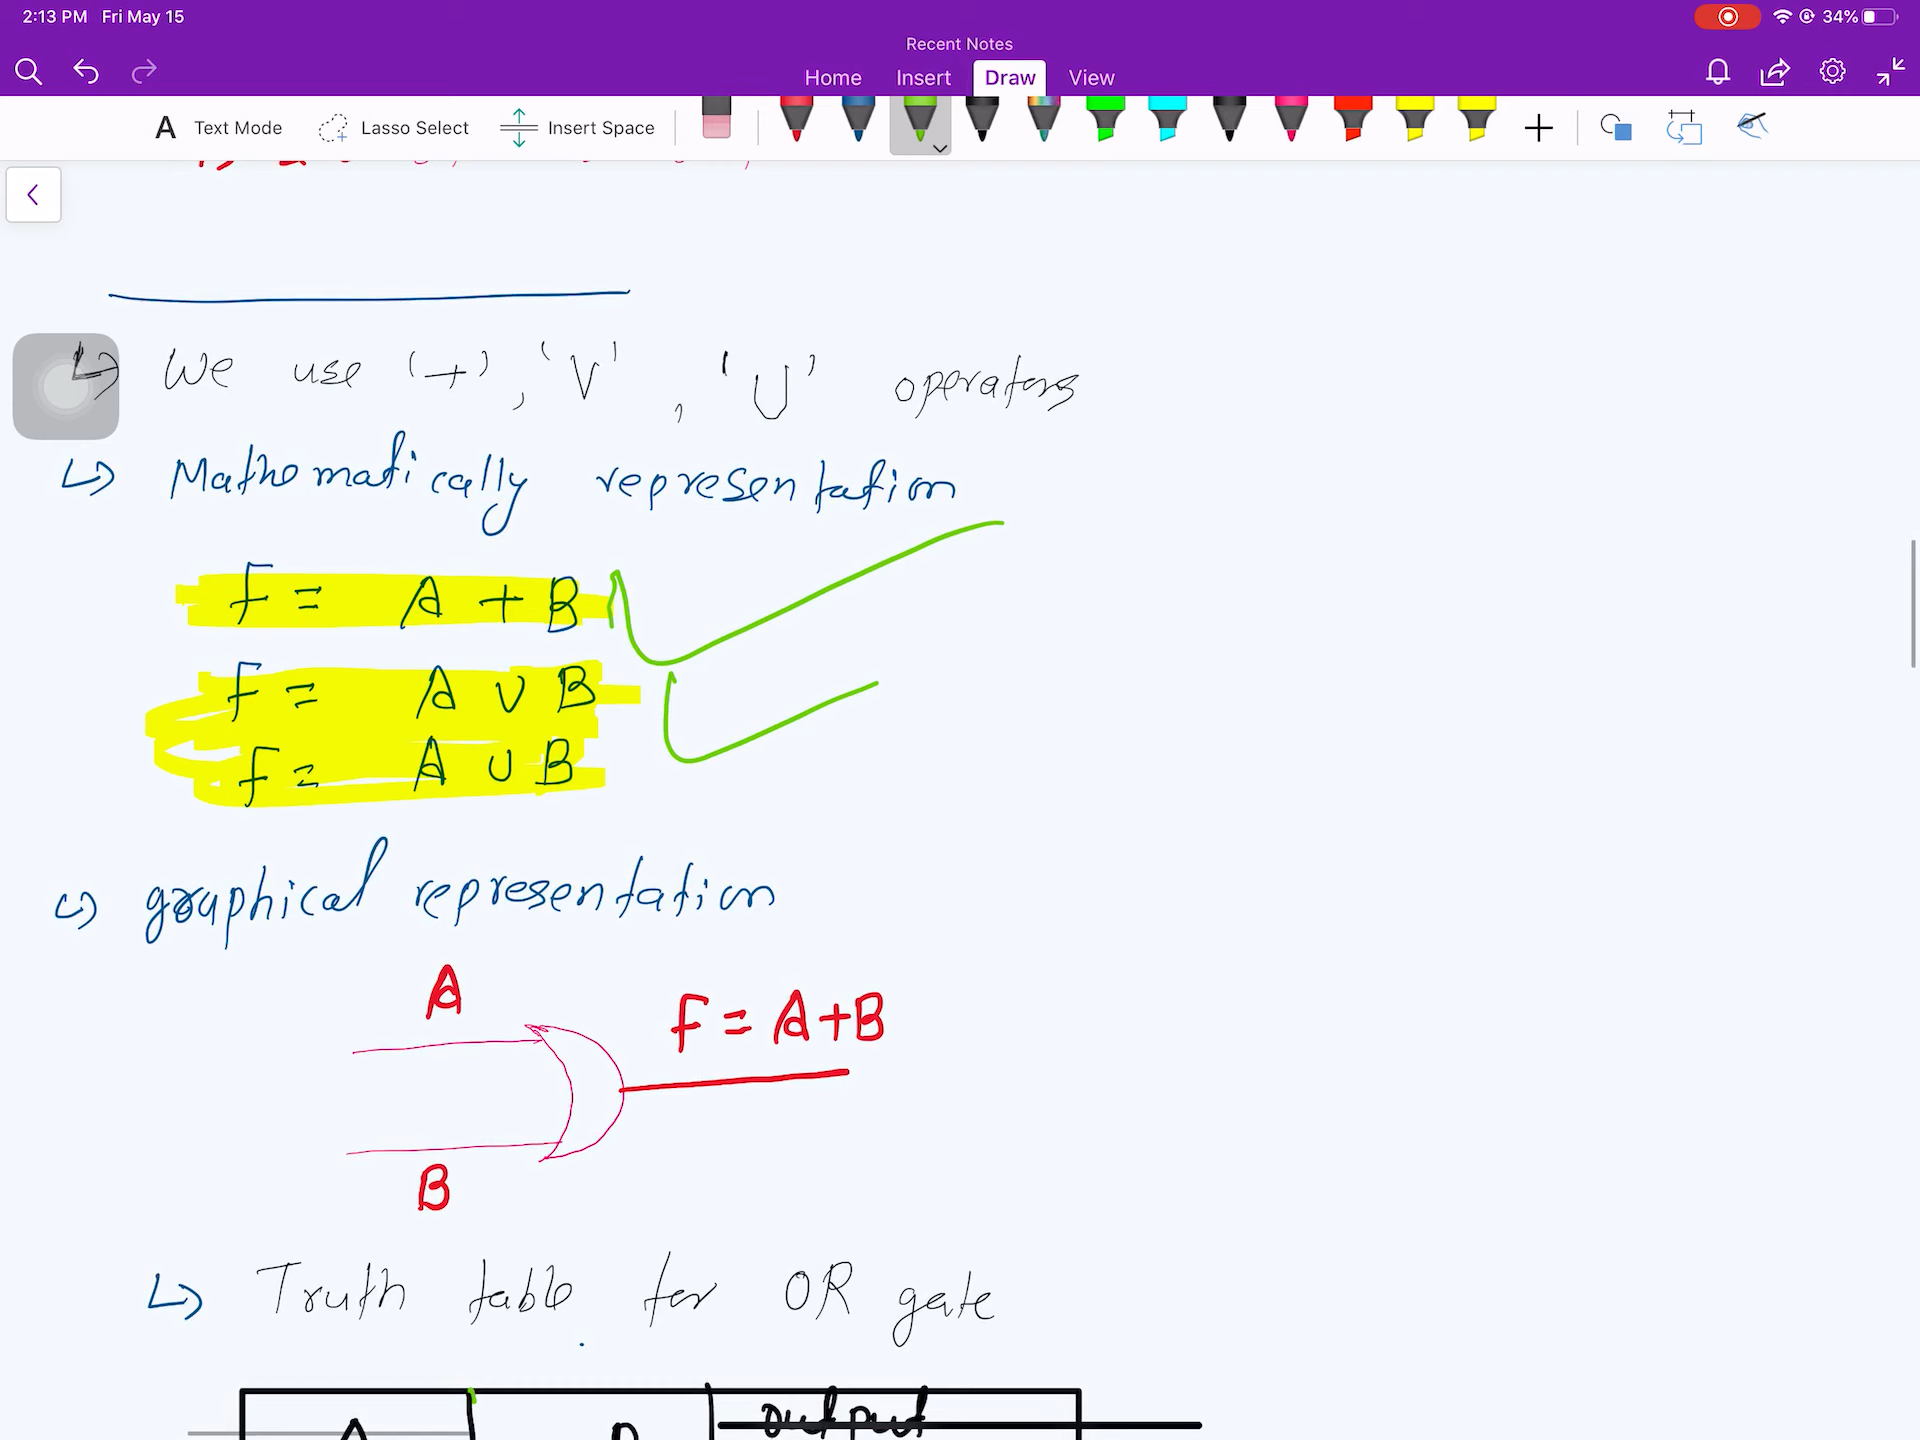 2:13 PM Fri May 15 34%
Recent Notes
Home Insert Draw View
A Text Mode Lasso Select Insert Space
↳ We use '+', 'V', 'U' operators
↳ Mathematically representation
F = A + B
F = A ∨ B
F = A ∪ B
↳ graphical representation
A
F = A+B
B
↳ Truth table for OR gate
output
A B